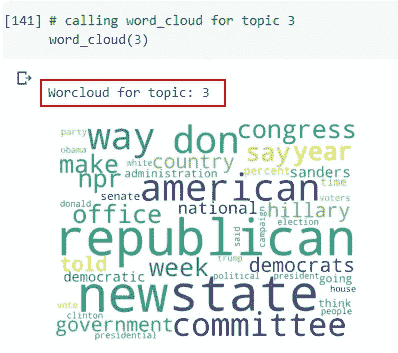 [141] # calling word_cloud for topic 3
word_cloud(3)
Worcloud for topic: 3
party way don congress
obama make white country say year
npr administration percent sanders
senate american time
donald office national hillary voters
said campaign election
republican
told week trump democrats
democratic political president going
new state house
vote think
clinton government committee people
presidential